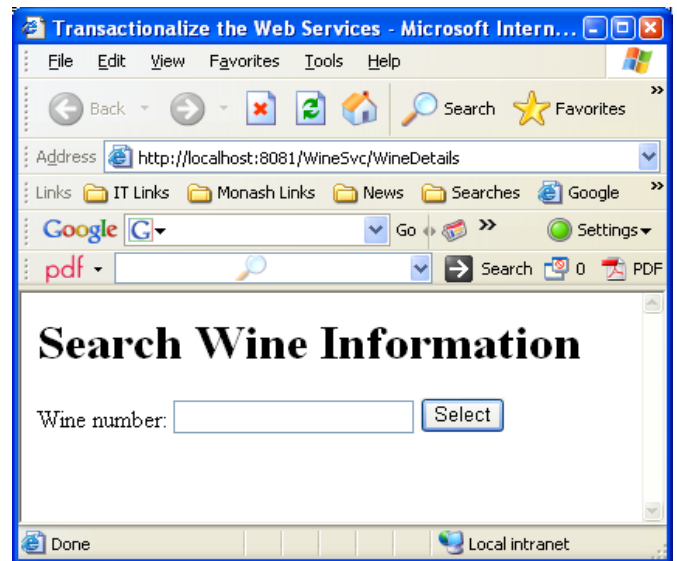 Transactionalize the Web Services - Microsoft Intern...
File Edit View Favorites Tools Help
Back Search Favorites »
Address http://localhost:8081/WineSvc/WineDetails
Links IT Links Monash Links News Searches Google »
Google G Go » Settings
pdf Search 0 PDF
Search Wine Information
Wine number: Select
Done Local intranet